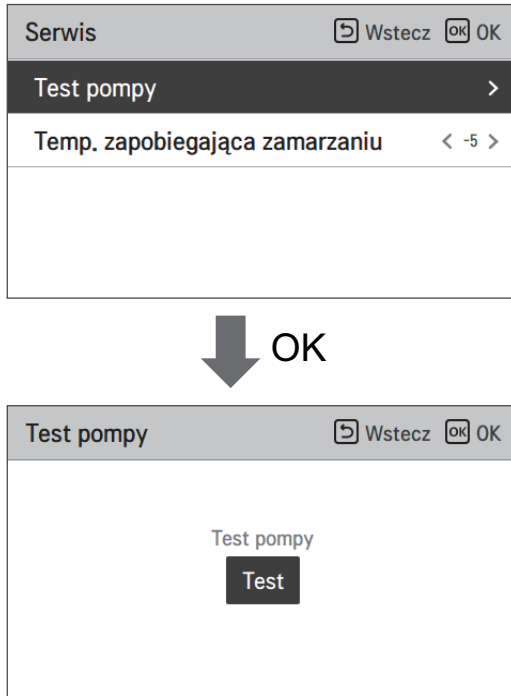 Serwis Wstecz OK OK
Test pompy >
Temp. zapobiegająca zamarzaniu < -5 >
OK
Test pompy Wstecz OK OK
Test pompy
Test